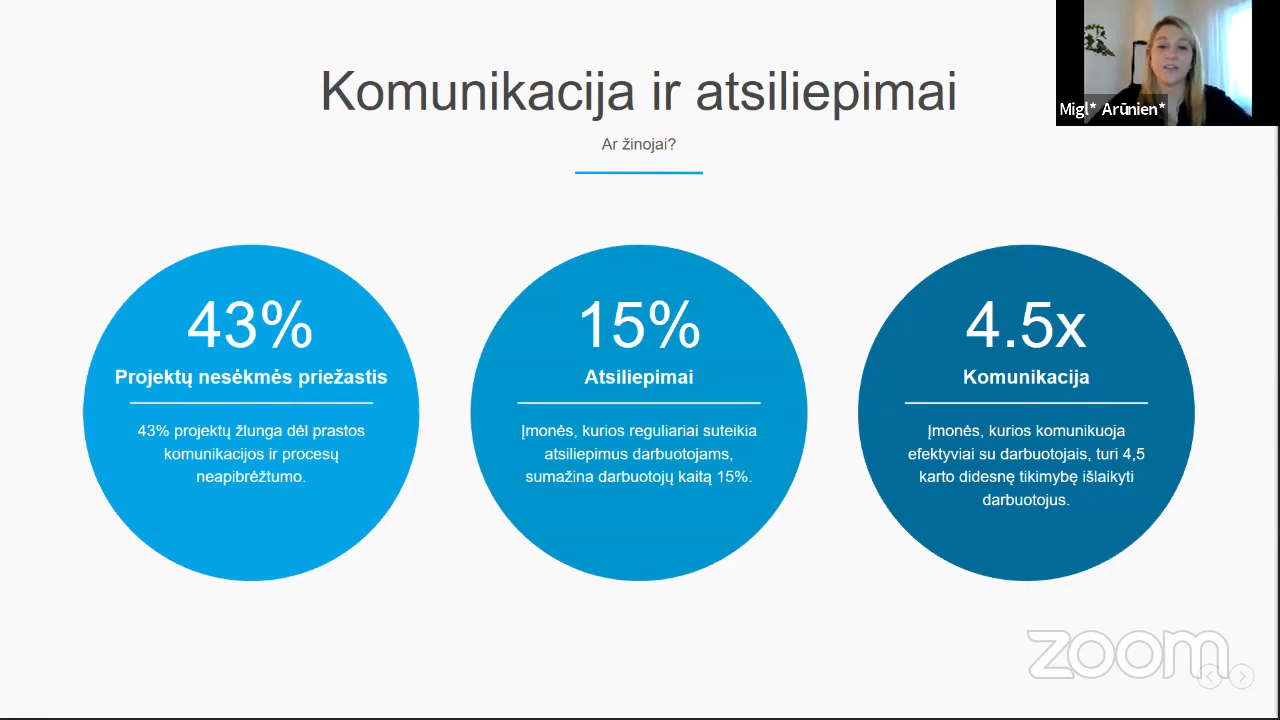 Komunikacija ir atsiliepimai
Ar žinojai?
Migl* Arūnien*
43%
Projektų nesėkmės priežastis
43% projektų žlunga dėl prastos
komunikacijos ir procesų
neapibrėžtumo.
15%
Atsiliepimai
Įmonės, kurios reguliariai suteikia
atsiliepimus darbuotojams,
sumažina darbuotojų kaitą 15%.
4.5x
Komunikacija
Įmonės, kurios komunikuoja
efektyviai su darbuotojais, turi 4,5
karto didesnę tikimybę išlaikyti
darbuotojus.
zoom